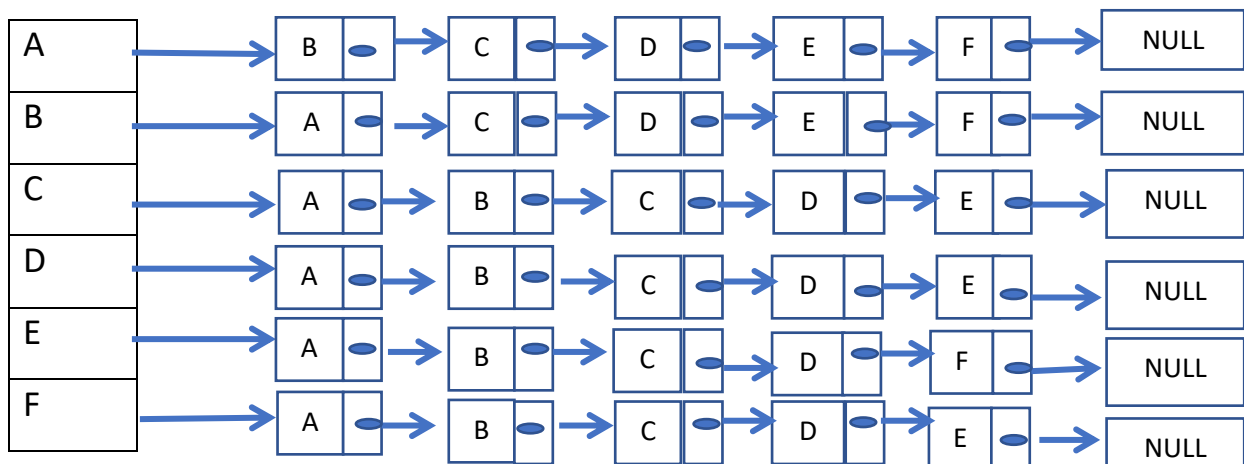 A B C D E F NULL
B A C D E F NULL
C A B C D E NULL
D A B C D E NULL
E A B C D F NULL
F A B C D E NULL